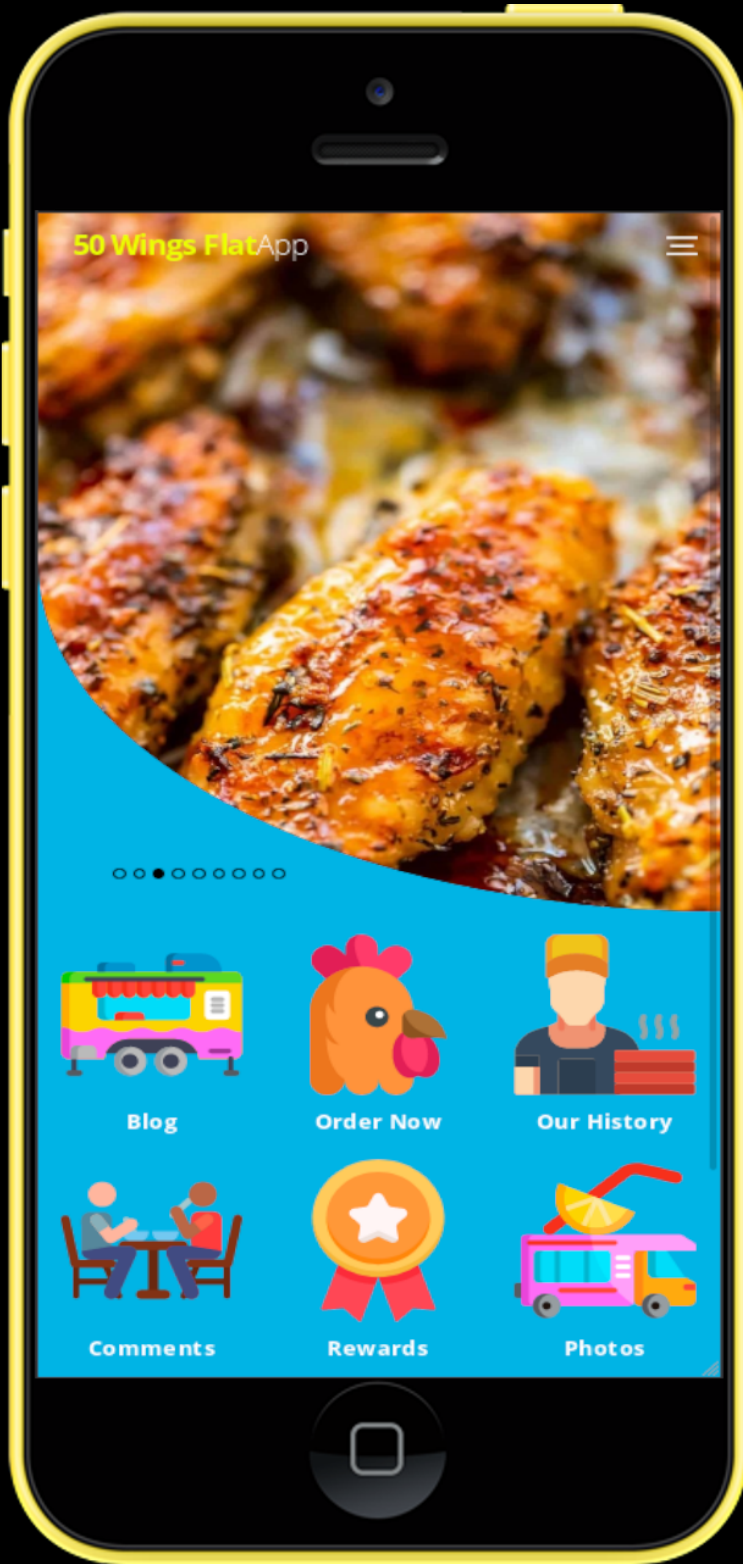 50 Wings FlatApp
Blog
Order Now
Our History
Comments
Rewards
Photos